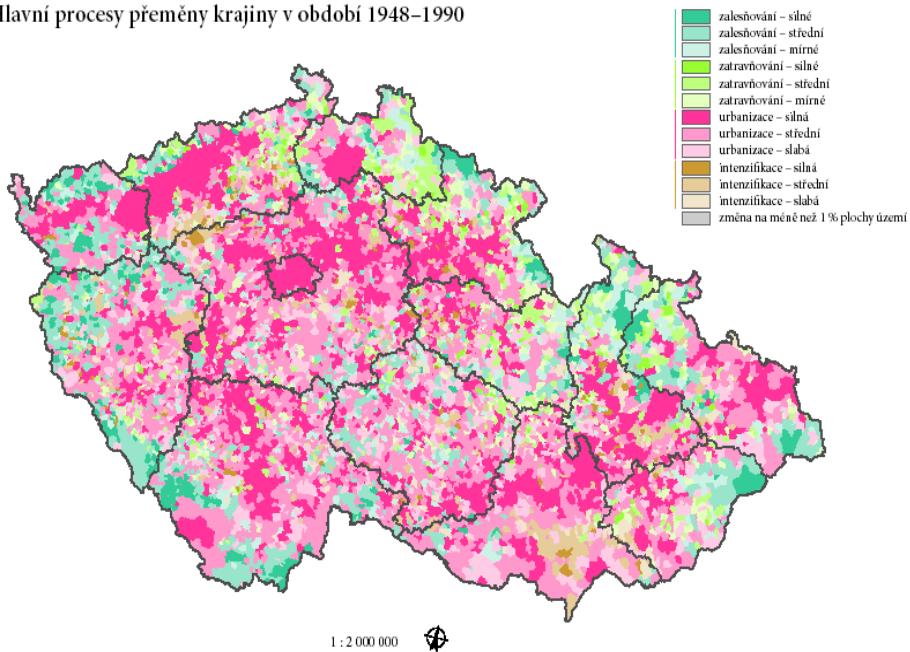 Hlavní procesy přeměny krajiny v období 1948–1990
zalesňování – silné
zalesňování – střední
zalesňování – mírné
zatravňování – silné
zatravňování – střední
zatravňování – mírné
urbanizace – silná
urbanizace – střední
urbanizace – slabá
intenzifikace – silná
intenzifikace – střední
intenzifikace – slabá
změna na méně než 1 % plochy území
1 : 2 000 000